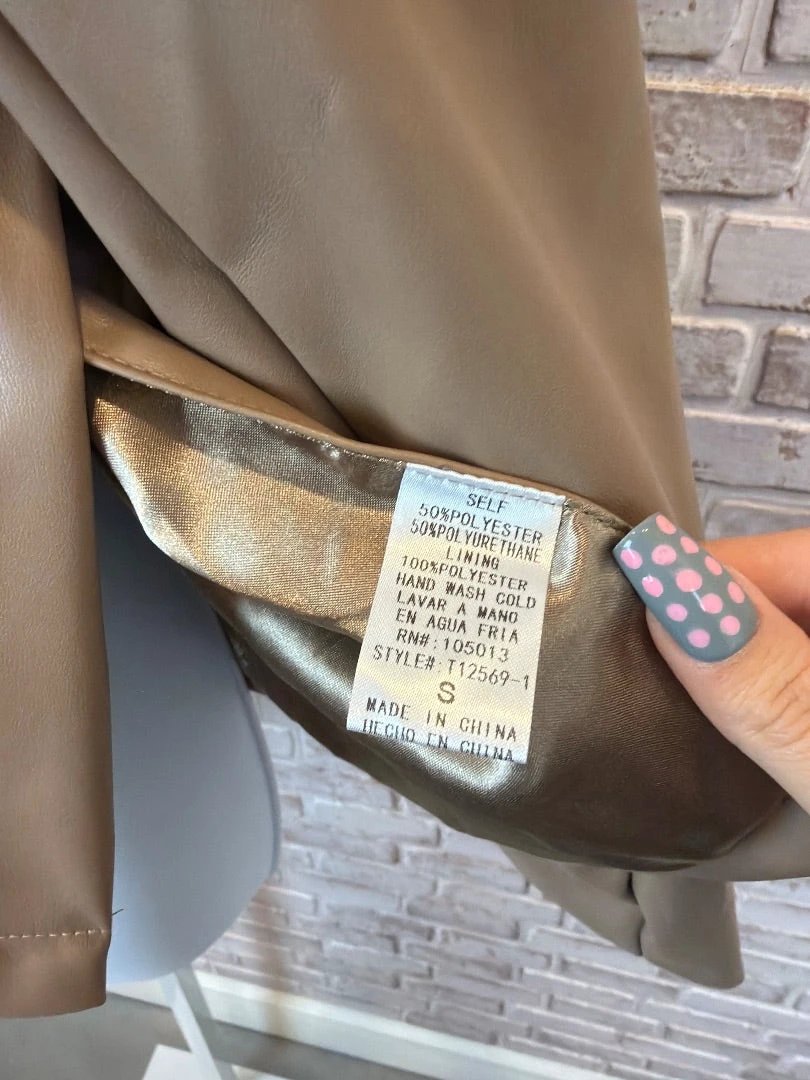 SELF
50%POLYESTER
50%POLYURETHANE
LINING
100%POLYESTER
HAND WASH COLD
LAVAR A MANO
EN AGUA FRIA
RN#:105013
STYLE#:T12569-1
S
MADE IN CHINA
HECHO EN CHINA